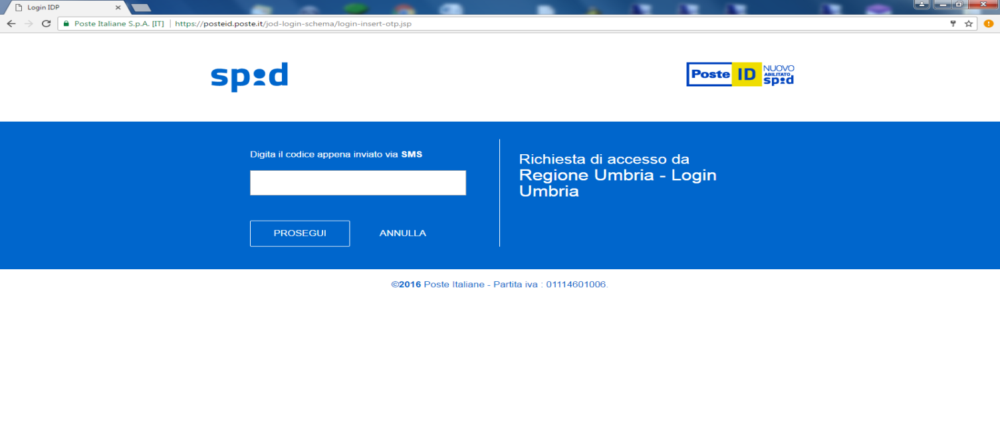 Login IDP
Poste Italiane S.p.A. [IT] | https://posteid.poste.it/jod-login-schema/login-insert-otp.jsp
spid
Poste ID NUOVO ABILITATO spid
Digita il codice appena inviato via SMS
PROSEGUI ANNULLA
Richiesta di accesso da
Regione Umbria - Login
Umbria
©2016 Poste Italiane - Partita iva : 01114601006.